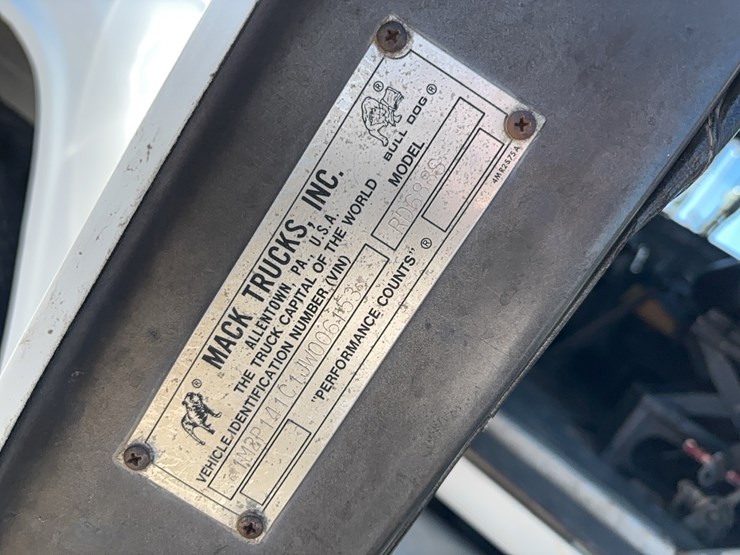 MACK TRUCKS, INC.
ALLENTOWN, PA., U.S.A.
THE TRUCK CAPITAL OF THE WORLD
BULL DOG ®
VEHICLE IDENTIFICATION NUMBER (VIN)
MODEL
"PERFORMANCE COUNTS" ®
4MR2575A